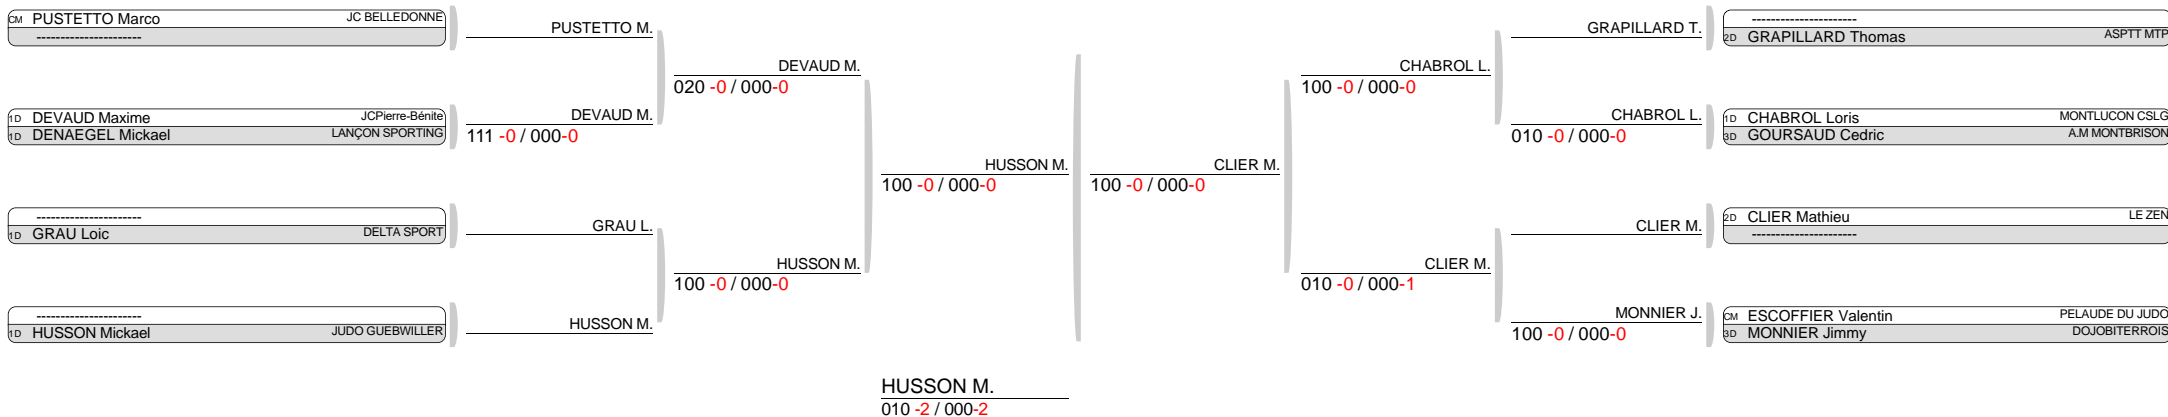 CM PUSTETTO Marco JC BELLEDONNE
----------------------
PUSTETTO M.
DEVAUD M.
020 -0 / 000-0
1D DEVAUD Maxime JCPierre-Bénite
1D DENAEGEL Mickael LANÇON SPORTING
DEVAUD M.
111 -0 / 000-0
HUSSON M.
100 -0 / 000-0
----------------------
1D GRAU Loic DELTA SPORT
GRAU L.
HUSSON M.
100 -0 / 000-0
----------------------
1D HUSSON Mickael JUDO GUEBWILLER
HUSSON M.
HUSSON M.
010 -2 / 000-2
CLIER M.
100 -0 / 000-0
CHABROL L.
100 -0 / 000-0
GRAPILLARD T.
----------------------
2D GRAPILLARD Thomas ASPTT MTP
CHABROL L.
010 -0 / 000-0
1D CHABROL Loris MONTLUCON CSLG
3D GOURSAUD Cedric A.M MONTBRISON
CLIER M.
010 -0 / 000-1
CLIER M.
2D CLIER Mathieu LE ZEN
----------------------
MONNIER J.
100 -0 / 000-0
CM ESCOFFIER Valentin PELAUDE DU JUDO
3D MONNIER Jimmy DOJOBITERROIS